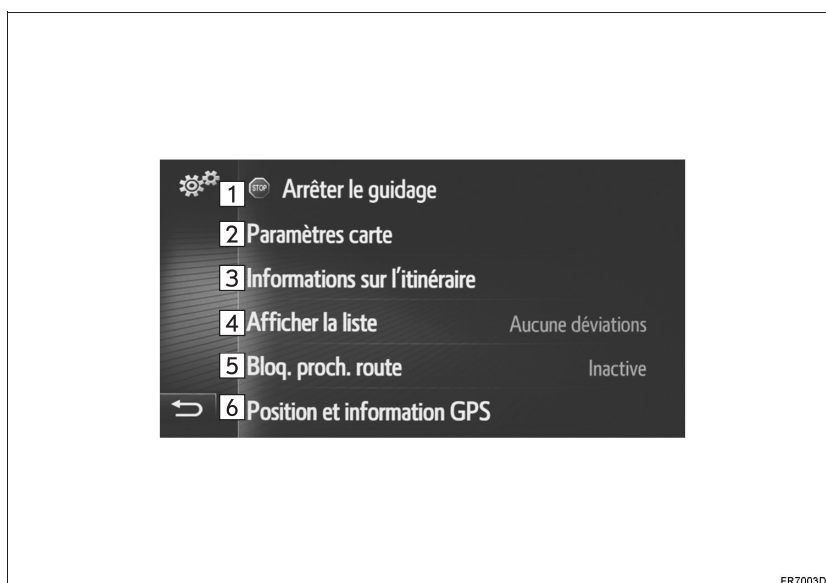 1 STOP Arrêter le guidage
2 Paramètres carte
3 Informations sur l'itinéraire
4 Afficher la liste Aucune déviations
5 Bloq. proch. route Inactive
6 Position et information GPS
FR7003D